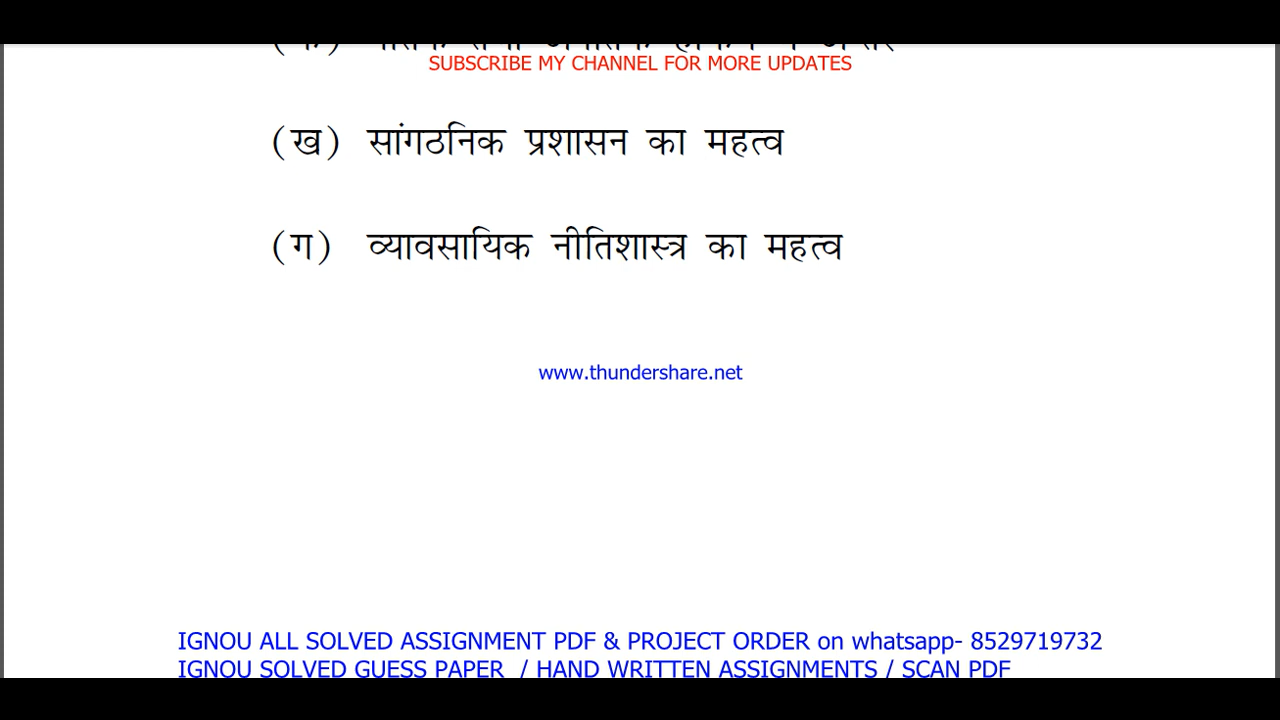 SUBSCRIBE MY CHANNEL FOR MORE UPDATES
(ख) सांगठनिक प्रशासन का महत्व
(ग) व्यावसायिक नीतिशास्त्र का महत्व
www.thundershare.net
IGNOU ALL SOLVED ASSIGNMENT PDF & PROJECT ORDER on whatsapp- 8529719732
IGNOU SOLVED GUESS PAPER / HAND WRITTEN ASSIGNMENTS / SCAN PDF